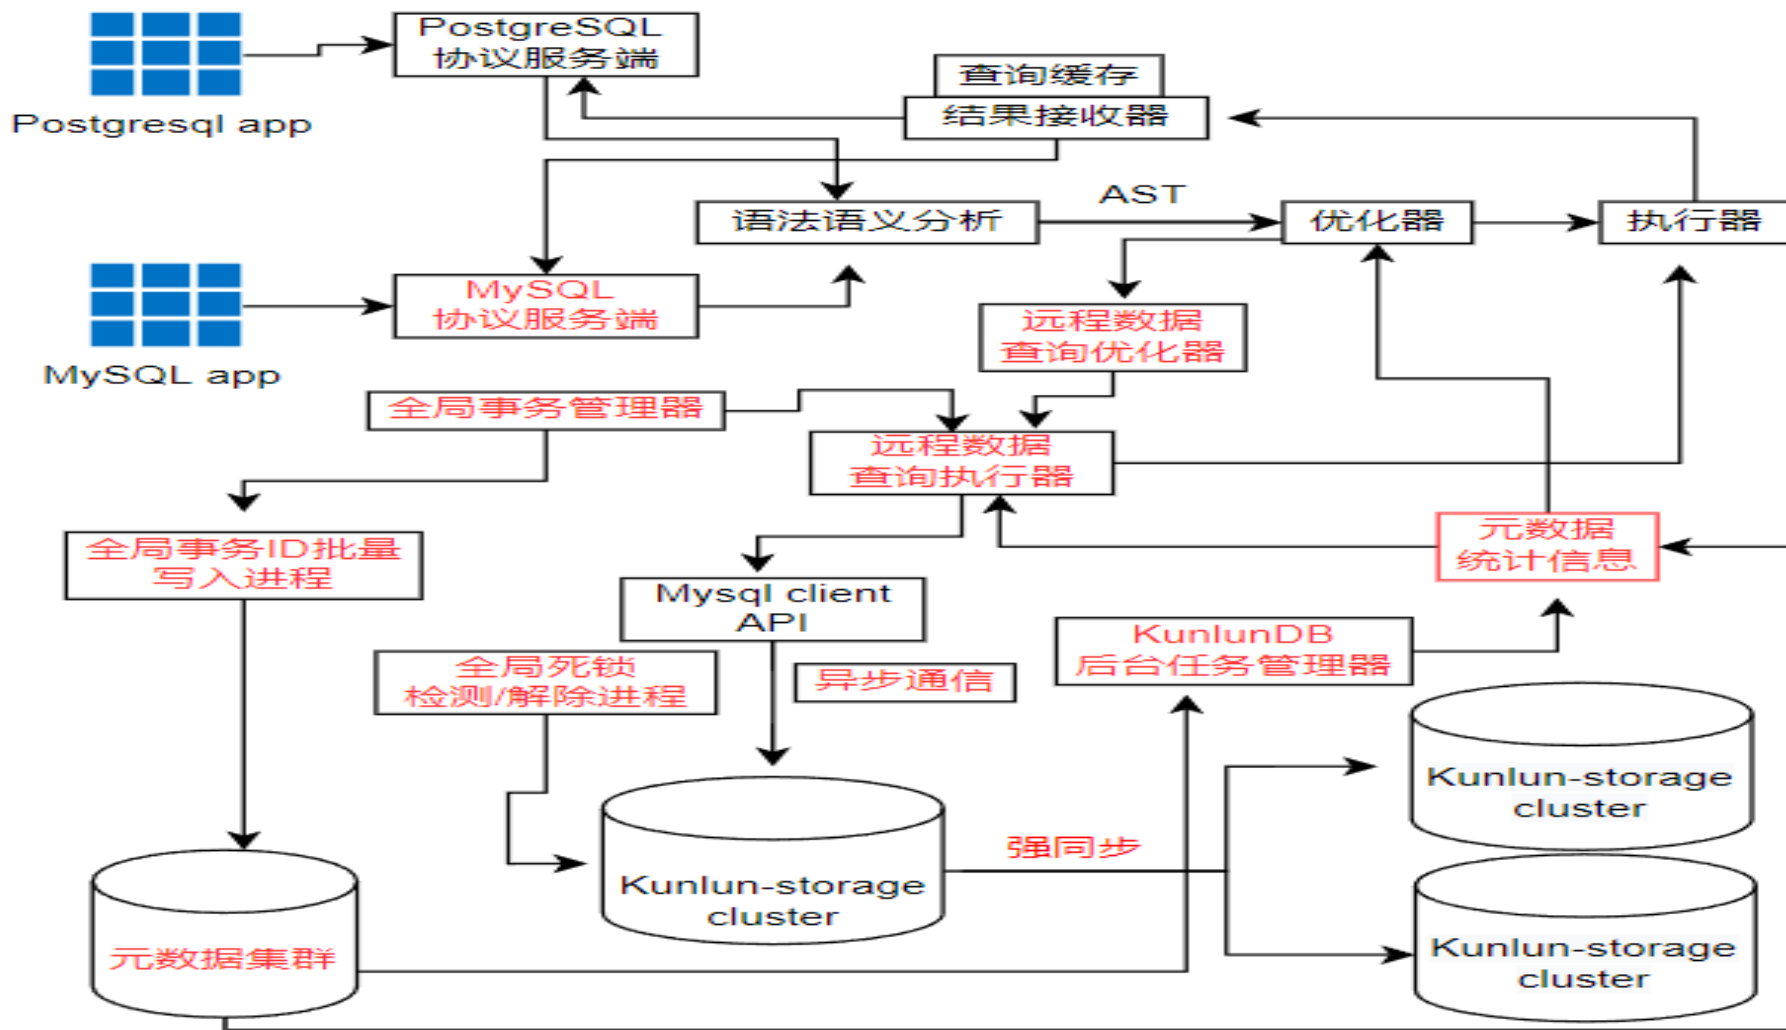 PostgreSQL
协议服务端
Postgresql app
查询缓存
结果接收器
AST
语法语义分析
优化器
执行器
MySQL
协议服务端
MySQL app
远程数据
查询优化器
全局事务管理器
远程数据
查询执行器
全局事务ID批量
写入进程
元数据
统计信息
Mysql client
API
KunlunDB
后台任务管理器
全局死锁
检测/解除进程
异步通信
Kunlun-storage
cluster
强同步
Kunlun-storage
cluster
元数据集群
Kunlun-storage
cluster